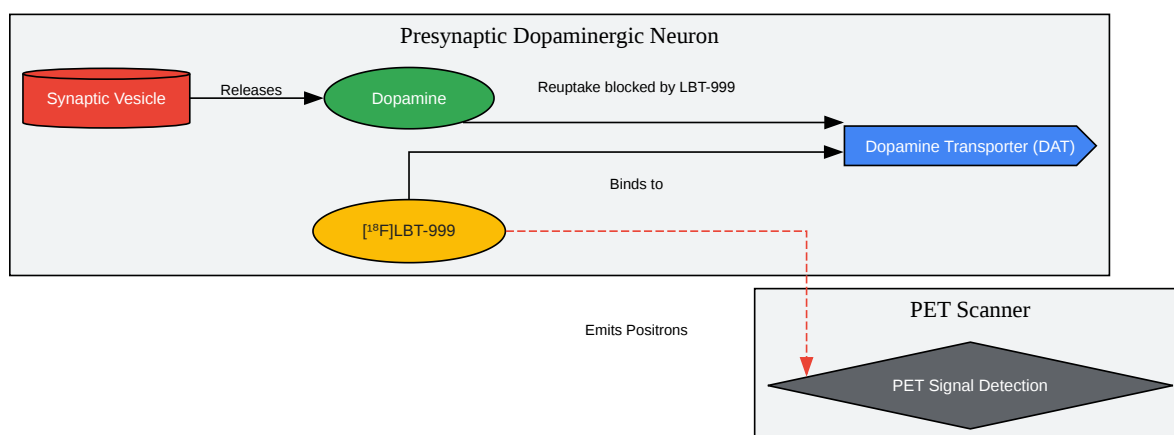 Presynaptic Dopaminergic Neuron
Synaptic Vesicle
Releases
Dopamine
Reuptake blocked by LBT-999
Dopamine Transporter (DAT)
Binds to
[¹⁸F]LBT-999
PET Scanner
Emits Positrons
PET Signal Detection